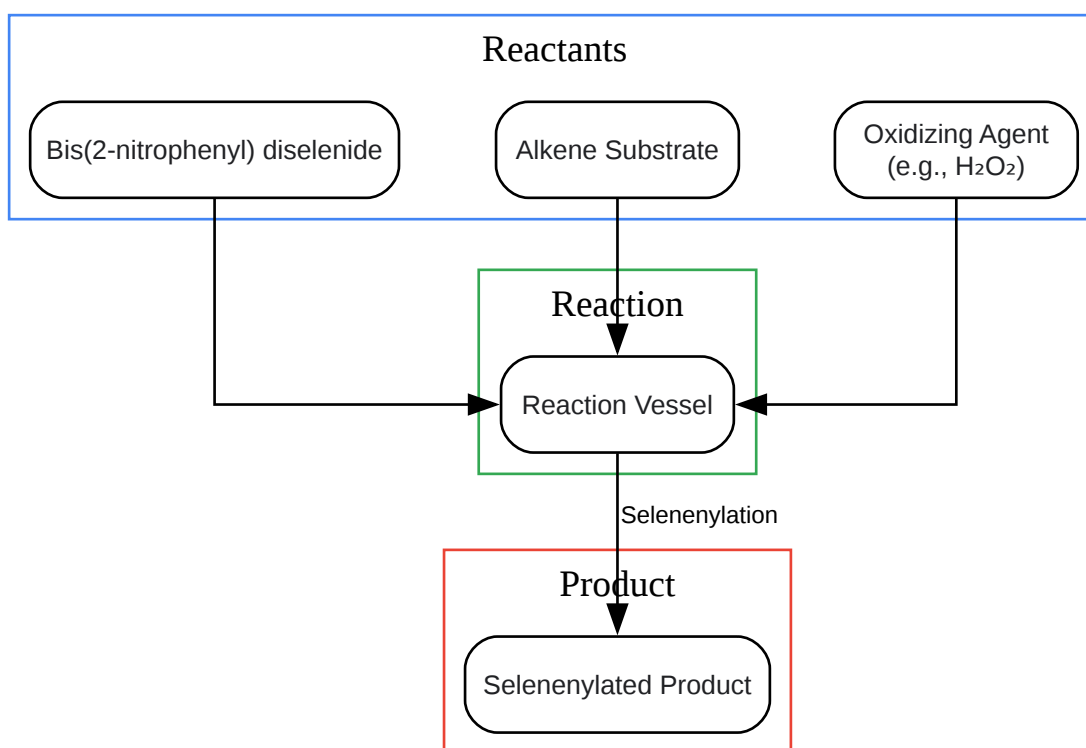 Reactants
Bis(2-nitrophenyl) diselenide
Alkene Substrate
Oxidizing Agent
(e.g., H₂O₂)
Reaction
Reaction Vessel
Selenenylation
Product
Selenenylated Product